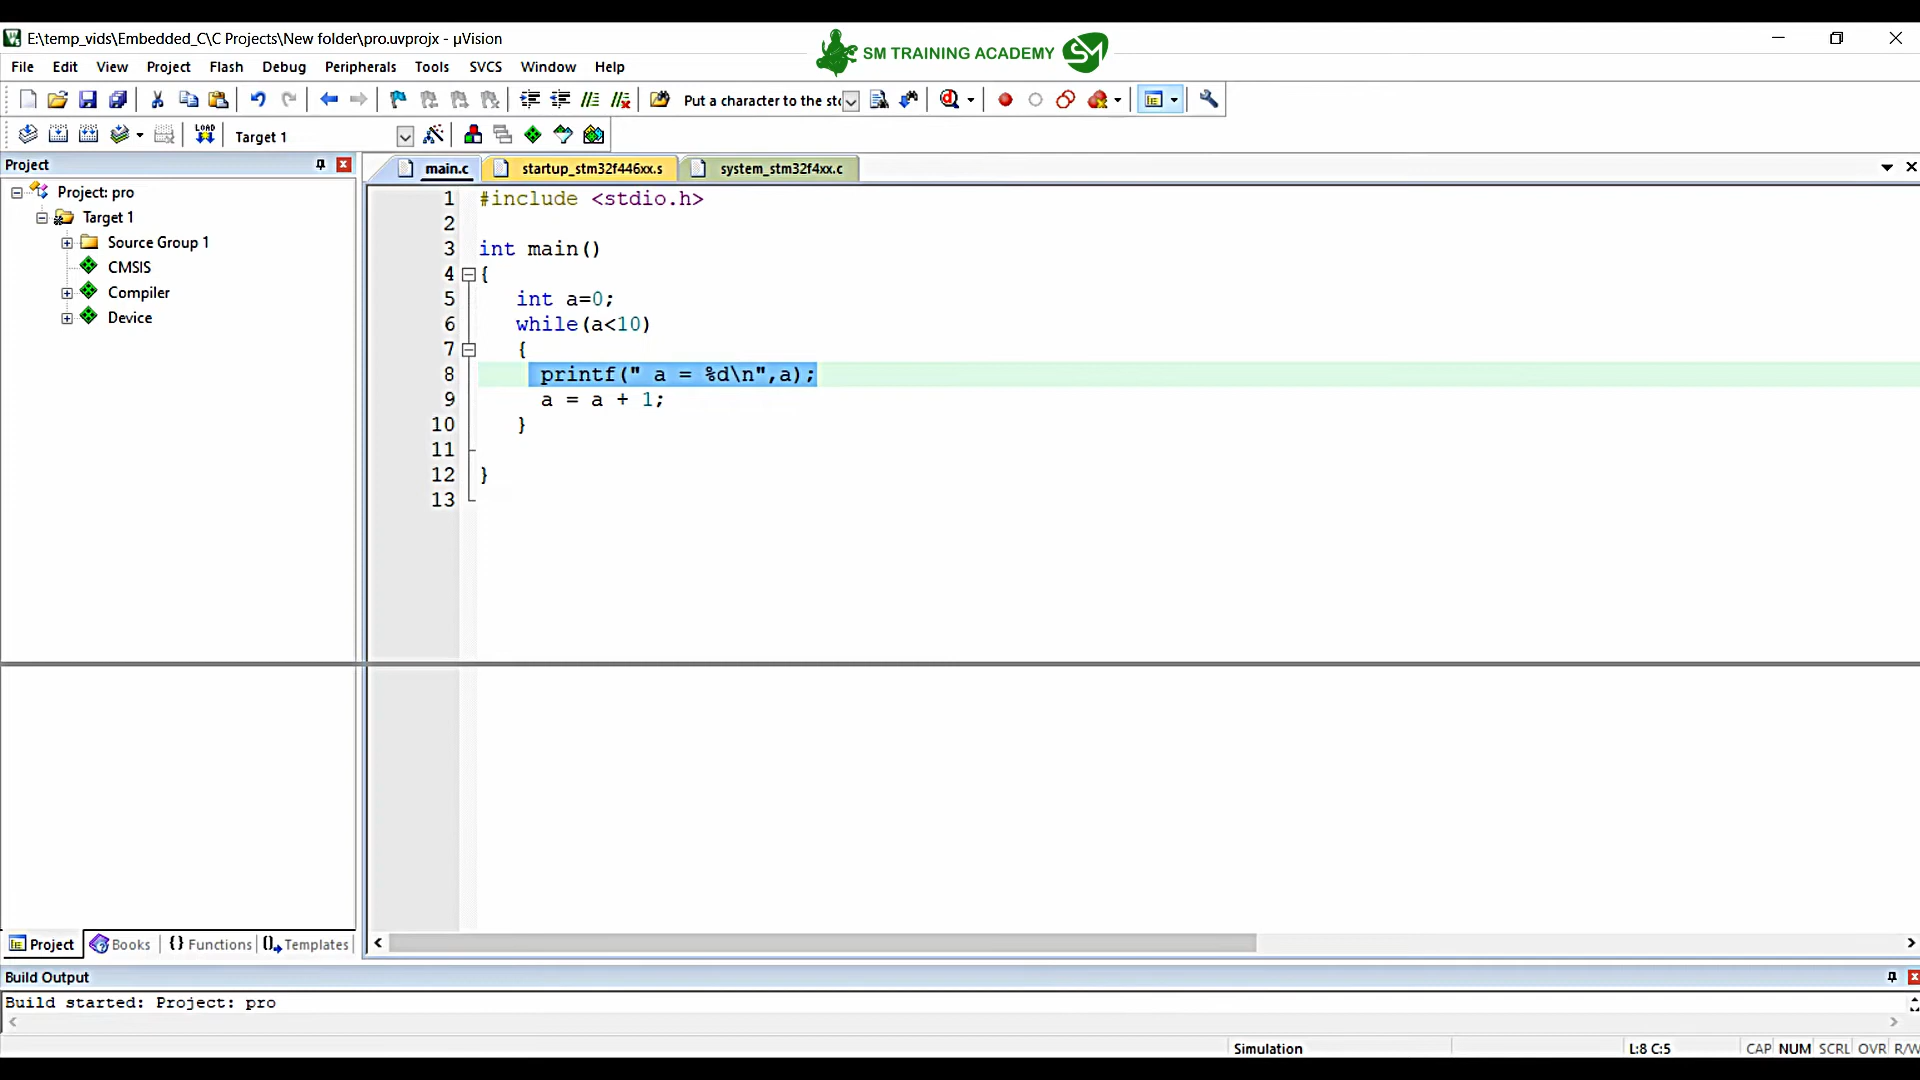 E:\temp_vids\Embedded_C\C Projects\New folder\pro.uvprojx - µVision
SM TRAINING ACADEMY SM
File Edit View Project Flash Debug Peripherals Tools SVCS Window Help
Put a character to the stc
LOAD Target 1
Project
main.c startup_stm32f446xx.s system_stm32f4xx.c
Project: pro
Target 1
Source Group 1
CMSIS
Compiler
Device
1 #include <stdio.h>
2
3 int main()
4 {
5 int a=0;
6 while(a<10)
7 {
8 printf(" a = %d\n",a);
9 a = a + 1;
10 }
11
12 }
13
Project Books {} Functions Templates
Build Output
Build started: Project: pro
Simulation L:8 C:5 CAP NUM SCRL OVR R/W